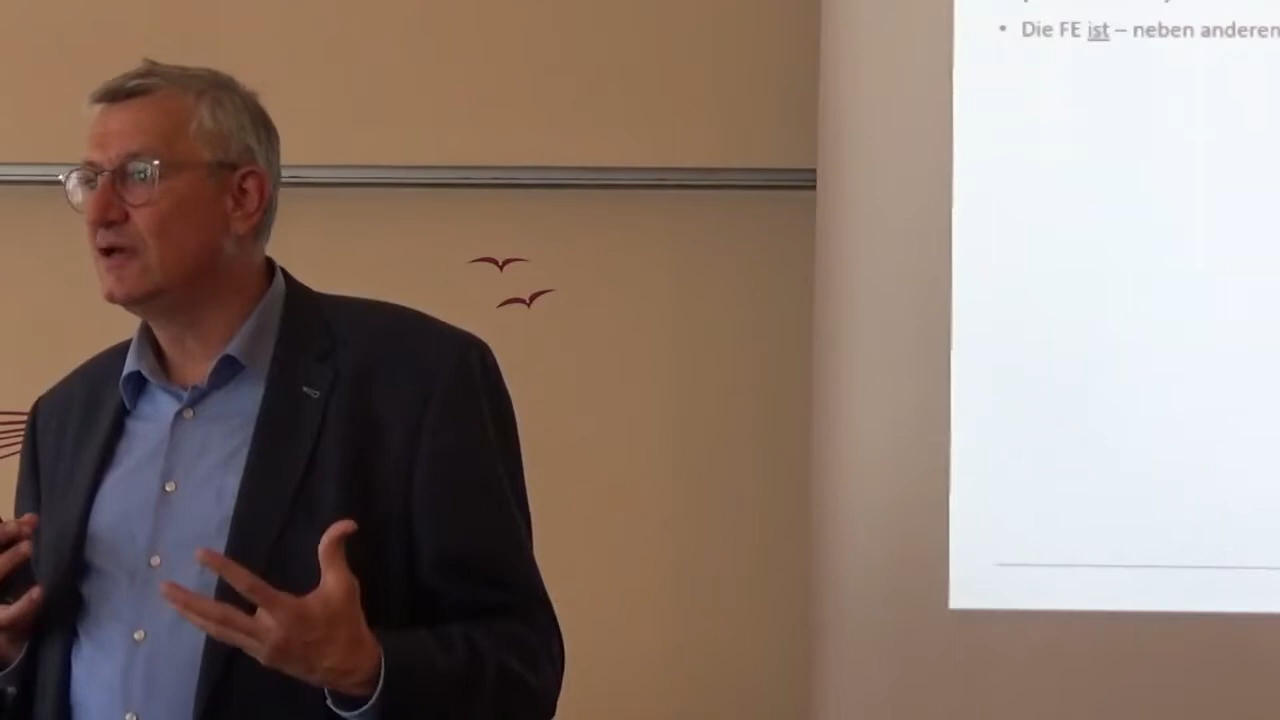 • Die FE ist – neben anderen